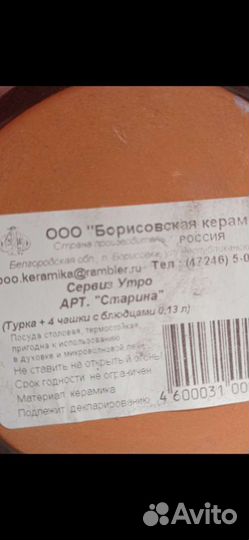 ООО "Борисовская керам
Страна производитель: РОССИЯ
Белгородская обл., п. Борисовка, ул.
ooo.keramika@rambler.ru Тел.: (47246) 5-0
Сервиз Утро
АРТ. "Старина"
(Турка + 4 чашки с блюдцами 0,13 л)
Посуда столовая, термостойкая
пригодна к использованию
в духовке и микроволновой печи
Не ставить на открытый огонь
Срок годности не ограничен
Материал: керамика
Подлежит декларированию
4 600031 00
Avito